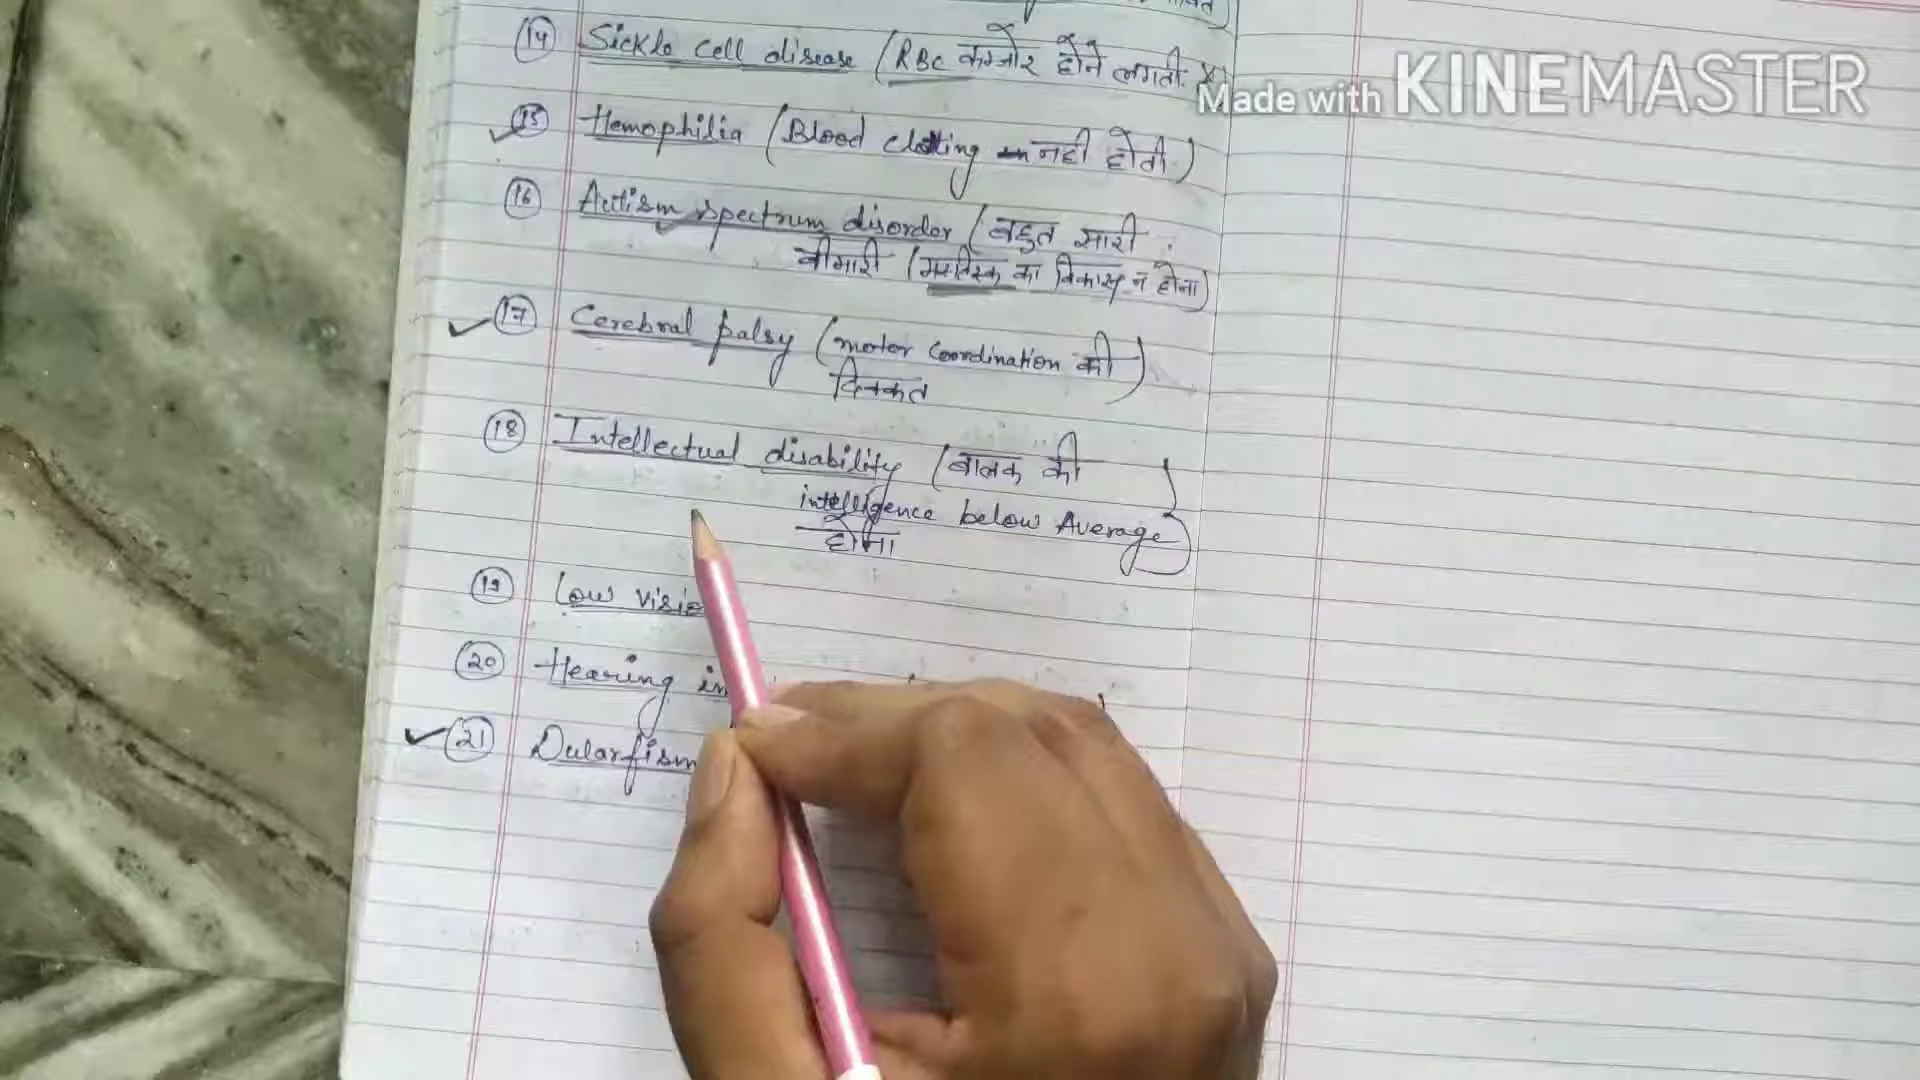 (14) Sickle cell disease (RBC कमजोर होने लगती
Made with KINEMASTER
(15) Hemophilia (Blood clotting नही होती)
(16) Autism spectrum disorder (बहुत सारी
बीमारी (मस्तिस्क का विकास न होना)
(17) Cerebral palsy (motor coordination की)
दिक्कत
(18) Intellectual disability (बालक की
intelligence below Average)
होना
(19) Low visio
(20) Hearing im
(21) Dularfism